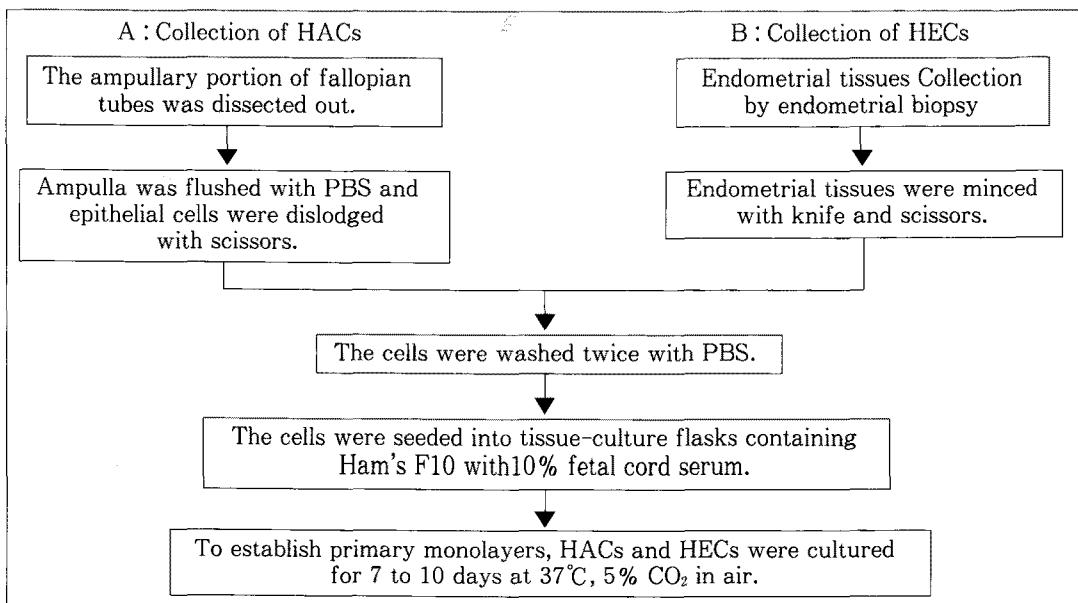 A : Collection of HACs
The ampullary portion of fallopian
tubes was dissected out.
Ampulla was flushed with PBS and
epithelial cells were dislodged
with scissors.
B : Collection of HECs
Endometrial tissues Collection
by endometrial biopsy
Endometrial tissues were minced
with knife and scissors.
The cells were washed twice with PBS.
The cells were seeded into tissue-culture flasks containing
Ham's F10 with10% fetal cord serum.
To establish primary monolayers, HACs and HECs were cultured
for 7 to 10 days at 37℃, 5% CO₂ in air.